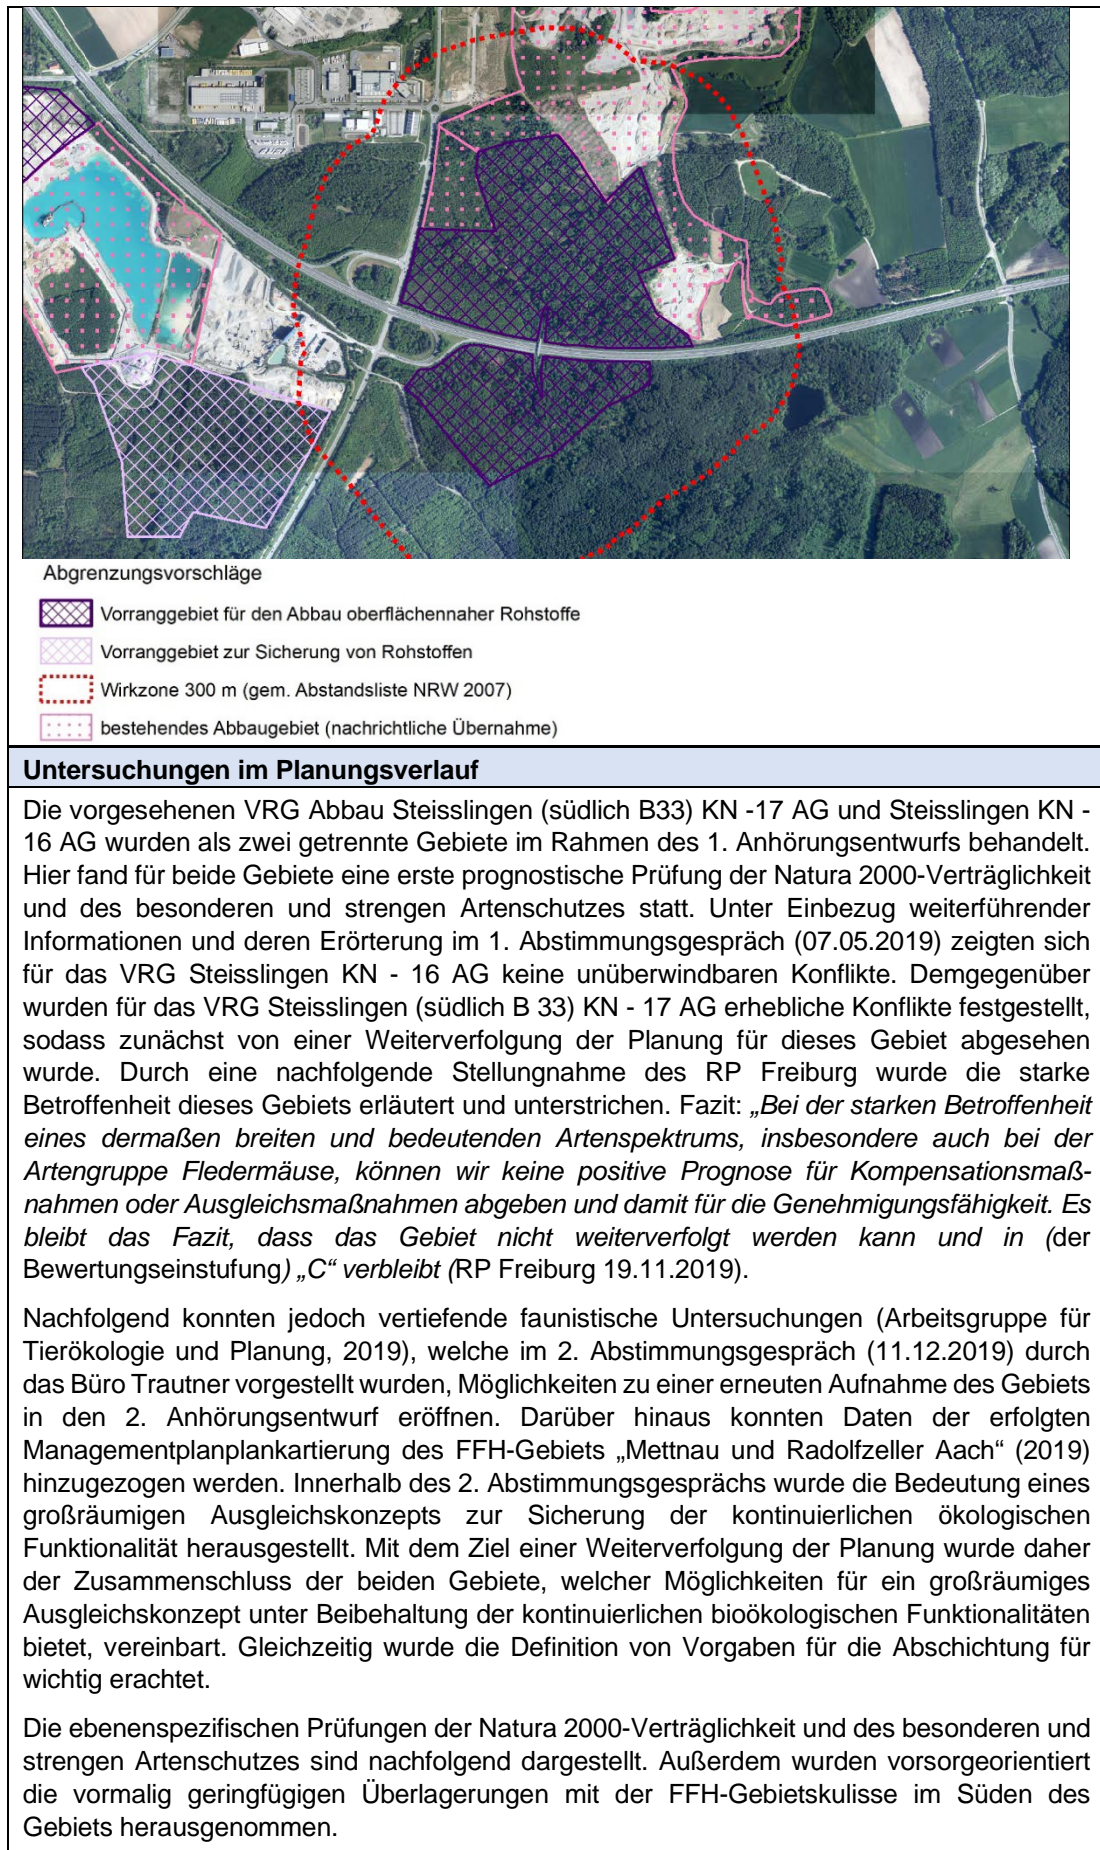 Abgrenzungsvorschläge
Vorranggebiet für den Abbau oberflächennaher Rohstoffe
Vorranggebiet zur Sicherung von Rohstoffen
Wirkzone 300 m (gem. Abstandsliste NRW 2007)
bestehendes Abbaugebiet (nachrichtliche Übernahme)
Untersuchungen im Planungsverlauf
Die vorgesehenen VRG Abbau Steisslingen (südlich B33) KN -17 AG und Steisslingen KN -
16 AG wurden als zwei getrennte Gebiete im Rahmen des 1. Anhörungsentwurfs behandelt.
Hier fand für beide Gebiete eine erste prognostische Prüfung der Natura 2000-Verträglichkeit
und des besonderen und strengen Artenschutzes statt. Unter Einbezug weiterführender
Informationen und deren Erörterung im 1. Abstimmungsgespräch (07.05.2019) zeigten sich
für das VRG Steisslingen KN - 16 AG keine unüberwindbaren Konflikte. Demgegenüber
wurden für das VRG Steisslingen (südlich B 33) KN - 17 AG erhebliche Konflikte festgestellt,
sodass zunächst von einer Weiterverfolgung der Planung für dieses Gebiet abgesehen
wurde. Durch eine nachfolgende Stellungnahme des RP Freiburg wurde die starke
Betroffenheit dieses Gebiets erläutert und unterstrichen. Fazit: „Bei der starken Betroffenheit
eines dermaßen breiten und bedeutenden Artenspektrums, insbesondere auch bei der
Artengruppe Fledermäuse, können wir keine positive Prognose für Kompensationsmaß-
nahmen oder Ausgleichsmaßnahmen abgeben und damit für die Genehmigungsfähigkeit. Es
bleibt das Fazit, dass das Gebiet nicht weiterverfolgt werden kann und in (der
Bewertungseinstufung) „C“ verbleibt (RP Freiburg 19.11.2019).
Nachfolgend konnten jedoch vertiefende faunistische Untersuchungen (Arbeitsgruppe für
Tierökologie und Planung, 2019), welche im 2. Abstimmungsgespräch (11.12.2019) durch
das Büro Trautner vorgestellt wurden, Möglichkeiten zu einer erneuten Aufnahme des Gebiets
in den 2. Anhörungsentwurf eröffnen. Darüber hinaus konnten Daten der erfolgten
Managementplanplankartierung des FFH-Gebiets „Mettnau und Radolfzeller Aach“ (2019)
hinzugezogen werden. Innerhalb des 2. Abstimmungsgesprächs wurde die Bedeutung eines
großräumigen Ausgleichskonzepts zur Sicherung der kontinuierlichen ökologischen
Funktionalität herausgestellt. Mit dem Ziel einer Weiterverfolgung der Planung wurde daher
der Zusammenschluss der beiden Gebiete, welcher Möglichkeiten für ein großräumiges
Ausgleichskonzept unter Beibehaltung der kontinuierlichen bioökologischen Funktionalitäten
bietet, vereinbart. Gleichzeitig wurde die Definition von Vorgaben für die Abschichtung für
wichtig erachtet.
Die ebenenspezifischen Prüfungen der Natura 2000-Verträglichkeit und des besonderen und
strengen Artenschutzes sind nachfolgend dargestellt. Außerdem wurden vorsorgeorientiert
die vormalig geringfügigen Überlagerungen mit der FFH-Gebietskulisse im Süden des
Gebiets herausgenommen.